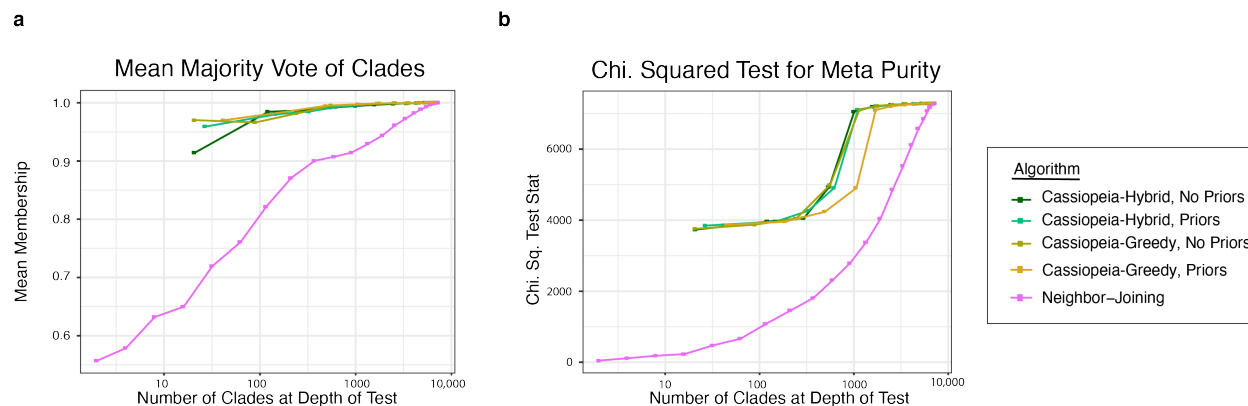 a
Mean Majority Vote of Clades
Mean Membership
1.0
0.9
0.8
0.7
0.6
10
100
1000
10,000
Number of Clades at Depth of Test
b
Chi. Squared Test for Meta Purity
Chi. Sq. Test Stat
6000
4000
2000
0
10
100
1000
10,000
Number of Clades at Depth of Test
Algorithm
Cassiopeia-Hybrid, No Priors
Cassiopeia-Hybrid, Priors
Cassiopeia-Greedy, No Priors
Cassiopeia-Greedy, Priors
Neighbor–Joining